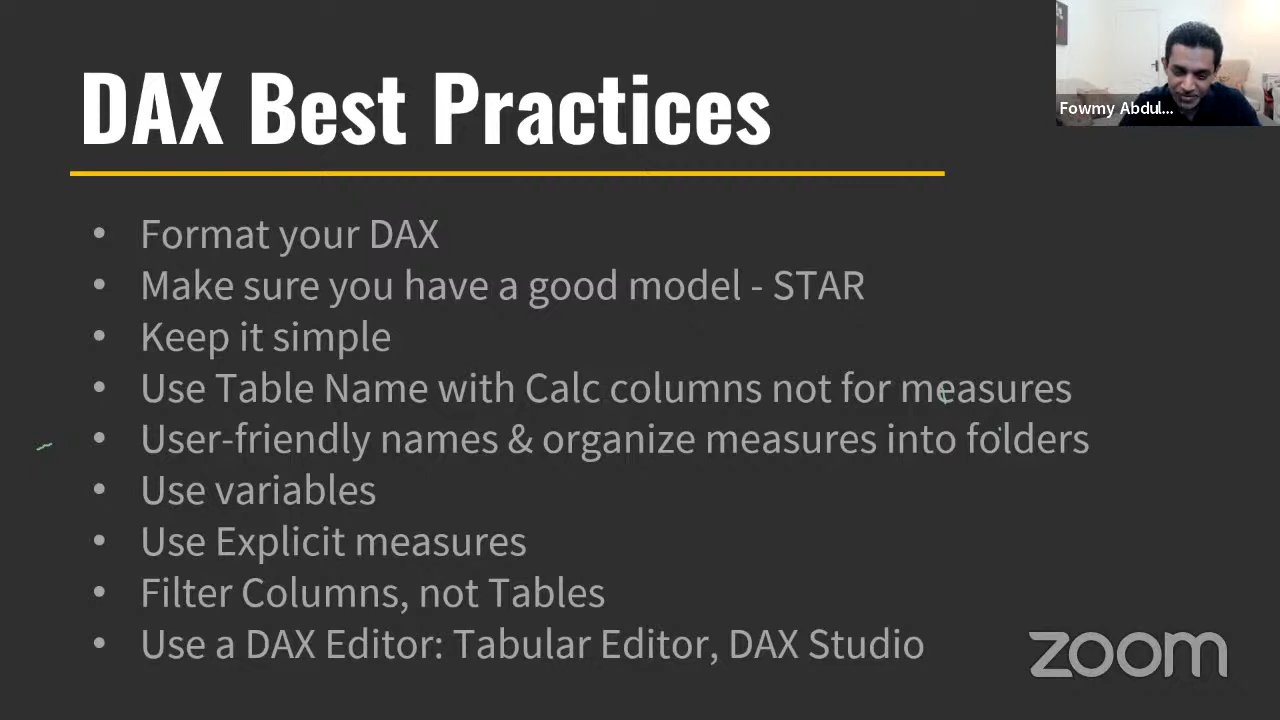 DAX Best Practices
Fowmy Abdul...
• Format your DAX
• Make sure you have a good model - STAR
• Keep it simple
• Use Table Name with Calc columns not for measures
• User-friendly names & organize measures into folders
• Use variables
• Use Explicit measures
• Filter Columns, not Tables
• Use a DAX Editor: Tabular Editor, DAX Studio
zoom